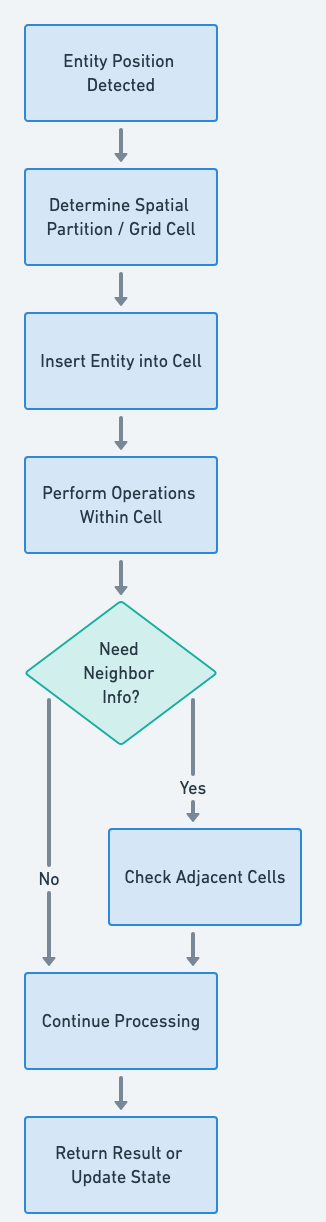 Entity Position
Detected
Determine Spatial
Partition / Grid Cell
Insert Entity into Cell
Perform Operations
Within Cell
Need
Neighbor
Info?
Yes
Check Adjacent Cells
No
Continue Processing
Return Result or
Update State